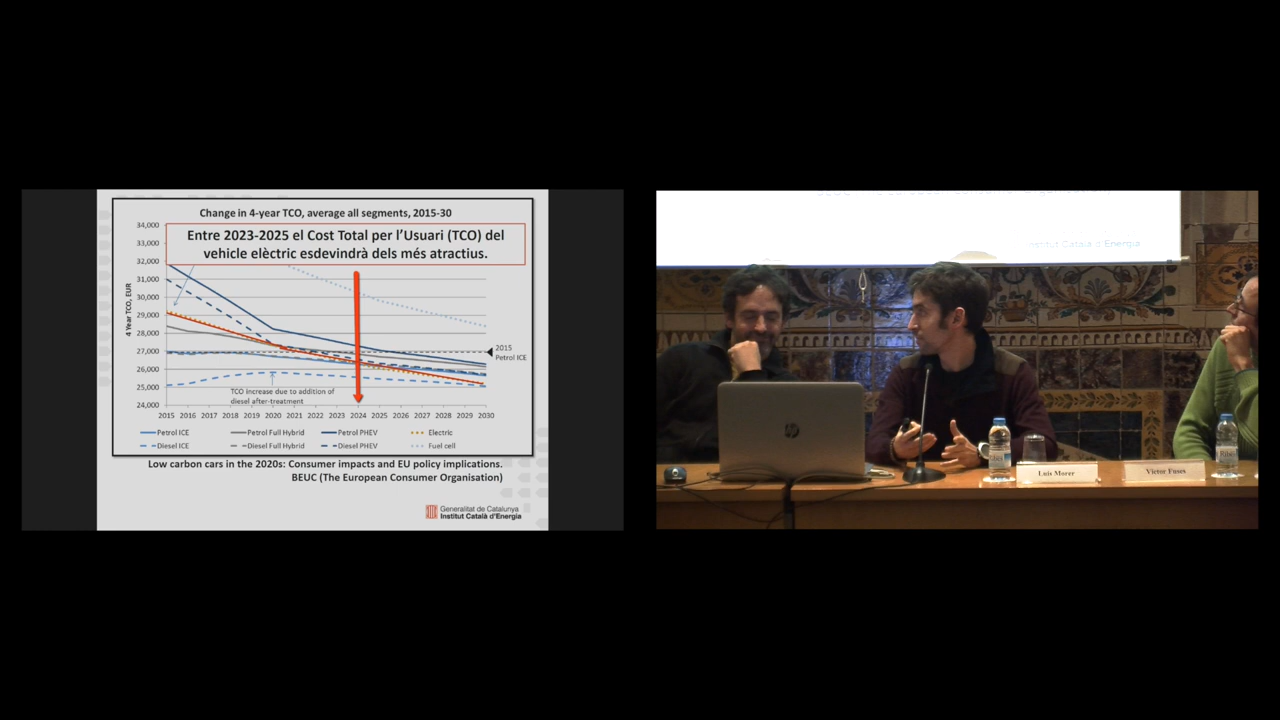 Change in 4-year TCO, average all segments, 2015-30
34,000
33,000
32,000
31,000
30,000
29,000
28,000
27,000
26,000
25,000
24,000
4 Year TCO, EUR
Entre 2023-2025 el Cost Total per l'Usuari (TCO) del
vehicle elèctric esdevindrà dels més atractius.
2015
Petrol ICE
TCO increase due to addition of
diesel after-treatment
2015 2016 2017 2018 2019 2020 2021 2022 2023 2024 2025 2026 2027 2028 2029 2030
Petrol ICE Petrol Full Hybrid Petrol PHEV Electric
Diesel ICE Diesel Full Hybrid Diesel PHEV Fuel cell
Low carbon cars in the 2020s: Consumer impacts and EU policy implications.
BEUC (The European Consumer Organisation)
Generalitat de Catalunya
Institut Català d'Energia
Institut Català d'Energia
hp
Luis Morer
Víctor Fuses